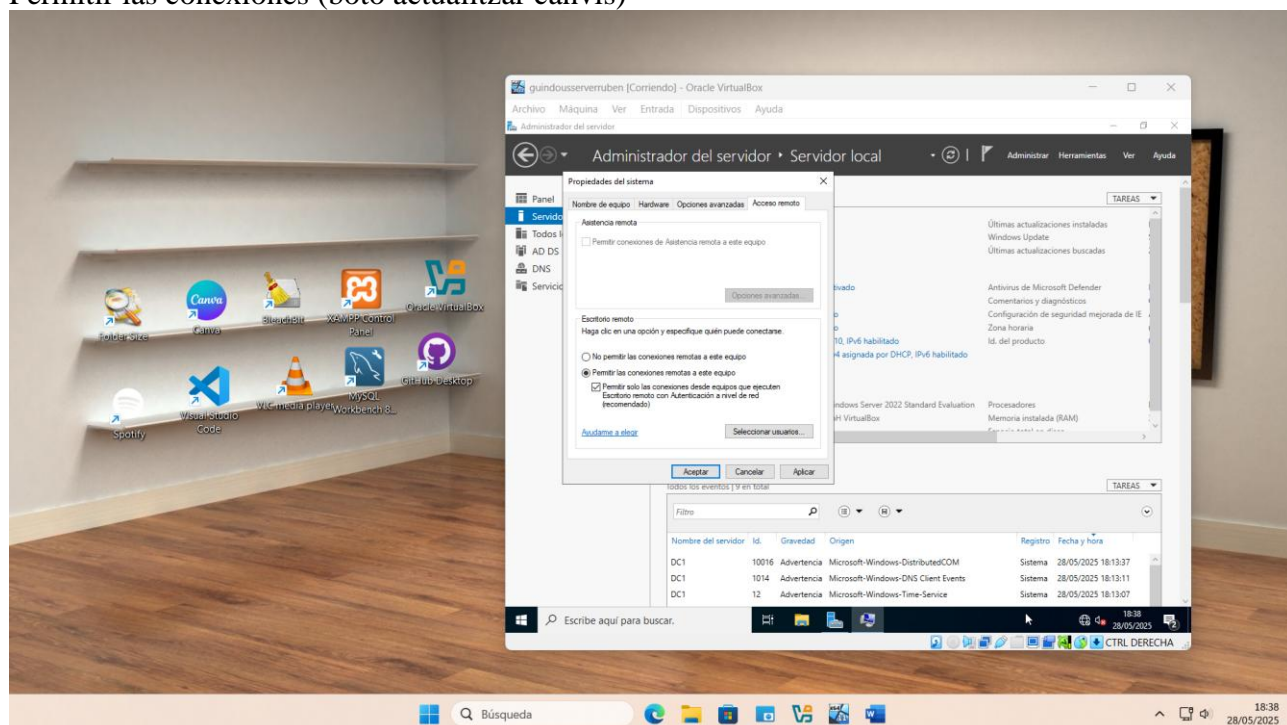 Permitir las conexiones (botó actualitzar canvis)
guindousserverruben [Corriendo] - Oracle VirtualBox
Archivo Máquina Ver Entrada Dispositivos Ayuda
Administrador del servidor
Administrador del servidor • Servidor local
Administrar Herramientas Ver Ayuda
Panel
Servido
Todos l
AD DS
DNS
Servicio
Propiedades del sistema
Nombre de equipo Hardware Opciones avanzadas Acceso remoto
Asistencia remota
Permitir conexiones de Asistencia remota a este equipo
Opciones avanzadas...
Escritorio remoto
Haga clic en una opción y especifique quién puede conectarse.
No permitir las conexiones remotas a este equipo
Permitir las conexiones remotas a este equipo
Permitir solo las conexiones desde equipos que ejecuten
Escritorio remoto con Autenticación a nivel de red
(recomendado)
Ayudarme a elegir
Seleccionar usuarios...
Aceptar Cancelar Aplicar
TAREAS
Últimas actualizaciones instaladas
Windows Update
Últimas actualizaciones buscadas
tivado
Antivirus de Microsoft Defender
Comentarios y diagnósticos
Configuración de seguridad mejorada de IE
Zona horaria
10, IPv6 habilitado
Id. del producto
v4 asignada por DHCP, IPv6 habilitado
indows Server 2022 Standard Evaluation
Procesadores
H VirtualBox
Memoria instalada (RAM)
Todos los eventos | 9 en total
TAREAS
Filtro
Nombre del servidor Id. Gravedad Origen Registro Fecha y hora
DC1 10016 Advertencia Microsoft-Windows-DistributedCOM Sistema 28/05/2025 18:13:37
DC1 1014 Advertencia Microsoft-Windows-DNS Client Events Sistema 28/05/2025 18:13:11
DC1 12 Advertencia Microsoft-Windows-Time-Service Sistema 28/05/2025 18:13:07
Escribe aquí para buscar.
18:38
28/05/2025
2
CTRL DERECHA
Folder Size
Canva
Canva
BleachBit
XAMPP Control
Panel
Oracle VirtualBox
Spotify
Visual Studio
Code
VLC media player
MySQL
Workbench 8...
GitHub Desktop
Búsqueda
18:38
28/05/2025